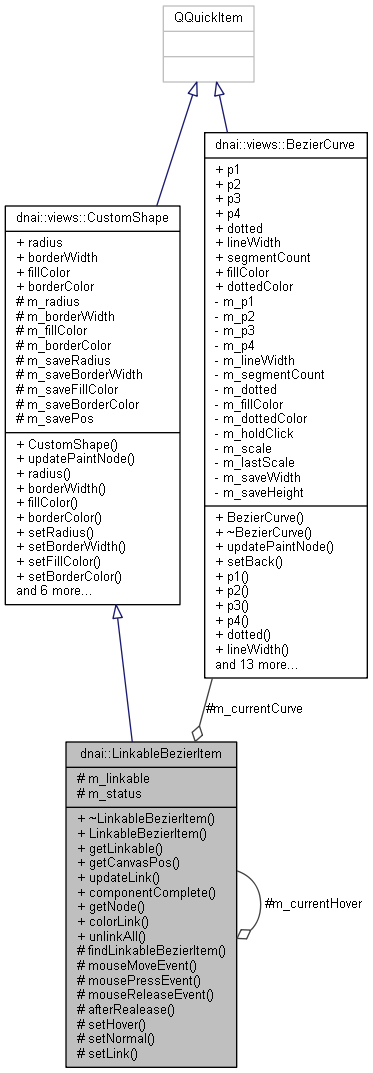 QQuickItem
dnai::views::BezierCurve
+ p1
+ p2
+ p3
+ p4
+ dotted
+ lineWidth
+ segmentCount
+ fillColor
+ dottedColor
- m_p1
- m_p2
- m_p3
- m_p4
- m_lineWidth
- m_segmentCount
- m_dotted
- m_fillColor
- m_dottedColor
- m_holdClick
- m_scale
- m_lastScale
- m_saveWidth
- m_saveHeight
+ BezierCurve()
+ ~BezierCurve()
+ updatePaintNode()
+ setBack()
+ p1()
+ p2()
+ p3()
+ p4()
+ dotted()
+ lineWidth()
and 13 more...
dnai::views::CustomShape
+ radius
+ borderWidth
+ fillColor
+ borderColor
# m_radius
# m_borderWidth
# m_fillColor
# m_borderColor
# m_saveRadius
# m_saveBorderWidth
# m_saveFillColor
# m_saveBorderColor
# m_savePos
+ CustomShape()
+ updatePaintNode()
+ radius()
+ borderWidth()
+ fillColor()
+ borderColor()
+ setRadius()
+ setBorderWidth()
+ setFillColor()
+ setBorderColor()
and 6 more...
#m_currentCurve
dnai::LinkableBezierItem
# m_linkable
# m_status
+ ~LinkableBezierItem()
+ LinkableBezierItem()
+ getLinkable()
+ getCanvasPos()
+ updateLink()
+ componentComplete()
+ getNode()
+ colorLink()
+ unlinkAll()
# findLinkableBezierItem()
# mouseMoveEvent()
# mousePressEvent()
# mouseReleaseEvent()
# afterRealease()
# setHover()
# setNormal()
# setLink()
#m_currentHover